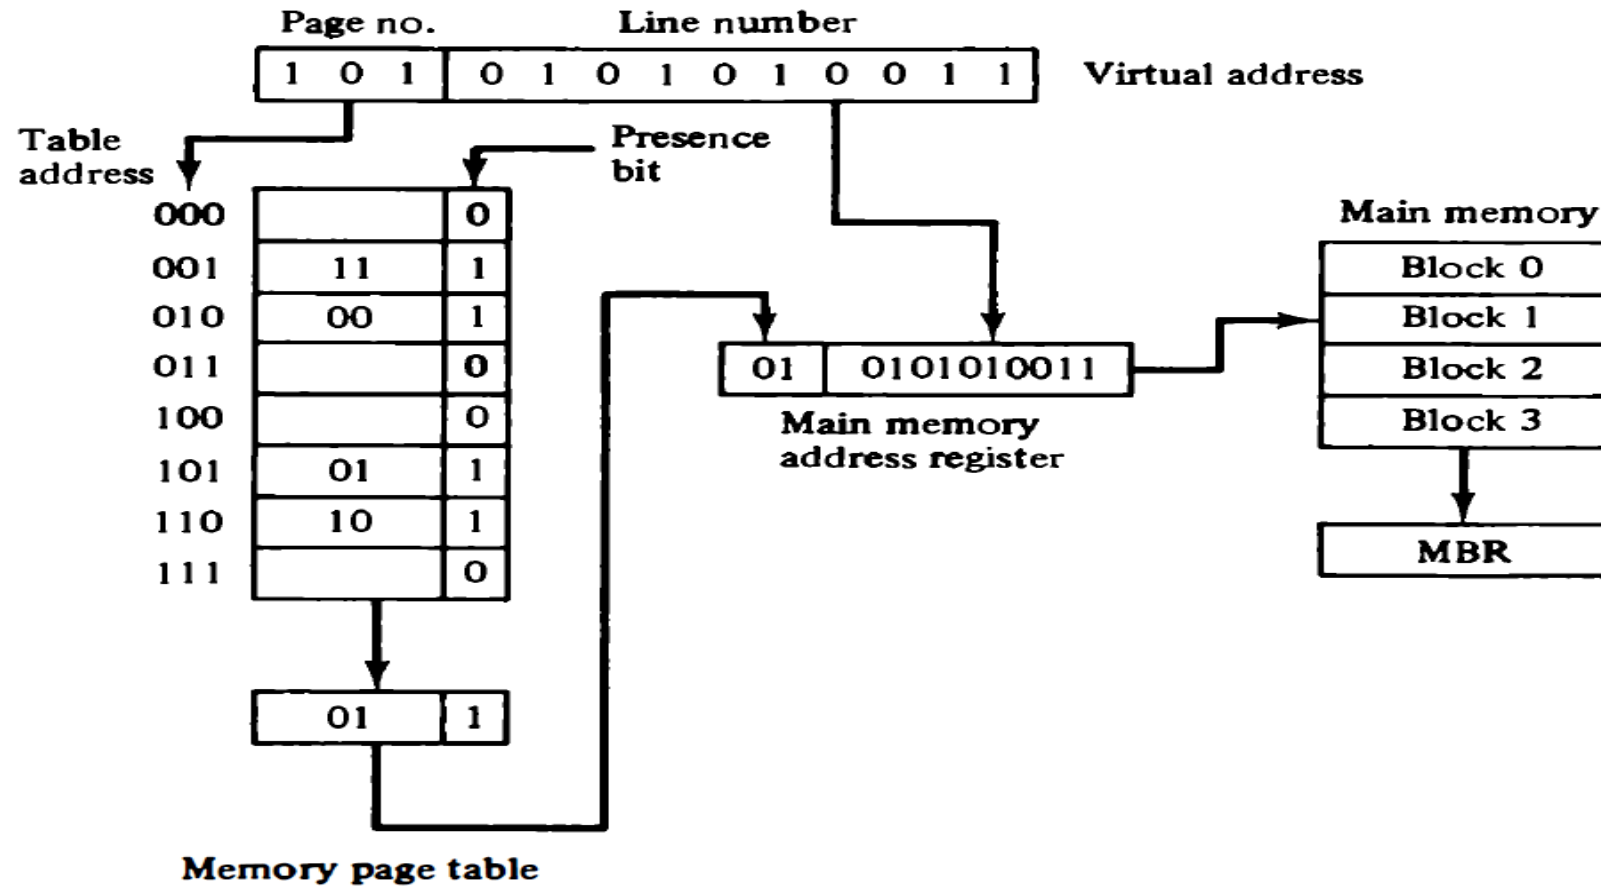 Page no. Line number
1 0 1 0 1 0 1 0 1 0 0 1 1 Virtual address
Table address
Presence bit
000 0
001 11 1
010 00 1
011 0
100 0
101 01 1
110 10 1
111 0
01 1
Memory page table
01 0101010011
Main memory address register
Main memory
Block 0
Block 1
Block 2
Block 3
MBR